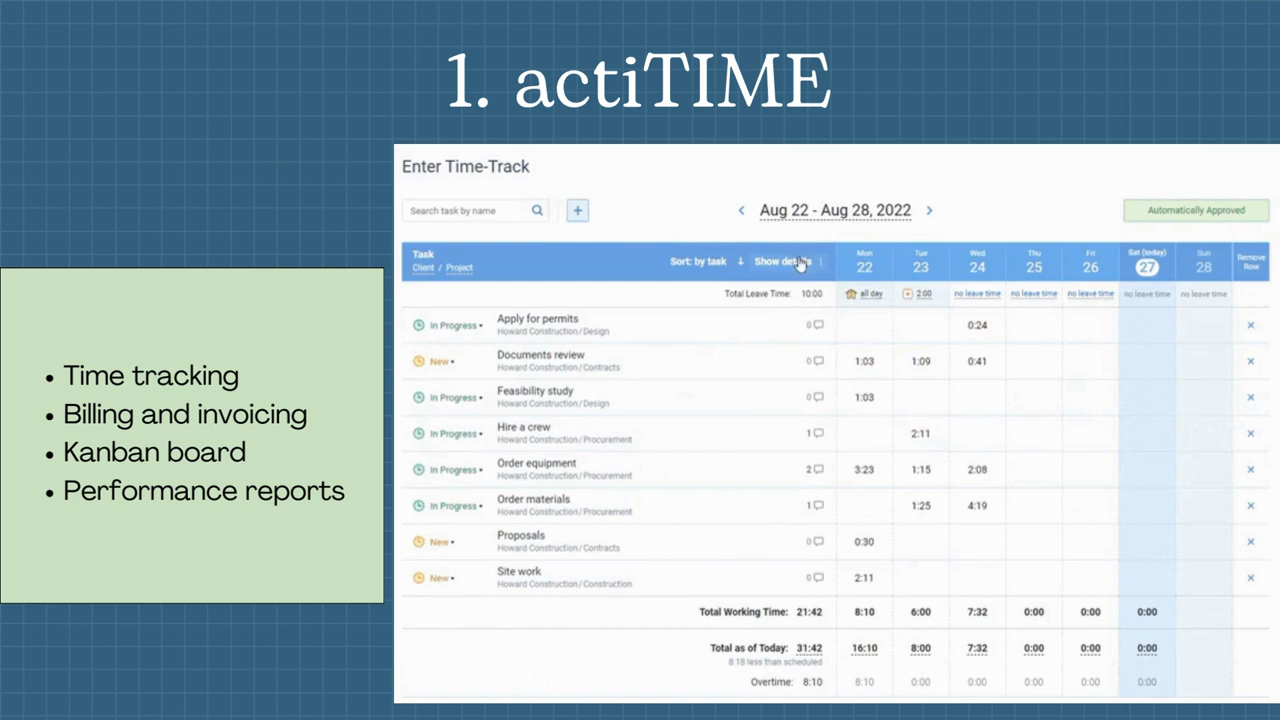 1. actiTIME
• Time tracking
• Billing and invoicing
• Kanban board
• Performance reports
Enter Time-Track
Search task by name
+
< Aug 22 - Aug 28, 2022 >
Automatically Approved
Task
Client / Project
Sort: by task ↓ Show details
Mon 22
Tue 23
Wed 24
Thu 25
Fri 26
Sat (today) 27
Sun 28
Remove Row
Total Leave Time: 10:00 all day 2:00 no leave time no leave time no leave time no leave time no leave time
In Progress Apply for permits 0 0:24 ×
Howard Construction / Design
New Documents review 0 1:03 1:09 0:41 ×
Howard Construction / Contracts
In Progress Feasibility study 0 1:03 ×
Howard Construction / Design
In Progress Hire a crew 1 2:11 ×
Howard Construction / Procurement
In Progress Order equipment 2 3:23 1:15 2:08 ×
Howard Construction / Procurement
In Progress Order materials 1 1:25 4:19 ×
Howard Construction / Procurement
New Proposals 0 0:30 ×
Howard Construction / Contracts
New Site work 0 2:11 ×
Howard Construction / Construction
Total Working Time: 21:42 8:10 6:00 7:32 0:00 0:00 0:00
Total as of Today: 31:42 16:10 8:00 7:32 0:00 0:00 0:00
8:18 less than scheduled
Overtime: 8:10 8:10 0:00 0:00 0:00 0:00 0:00